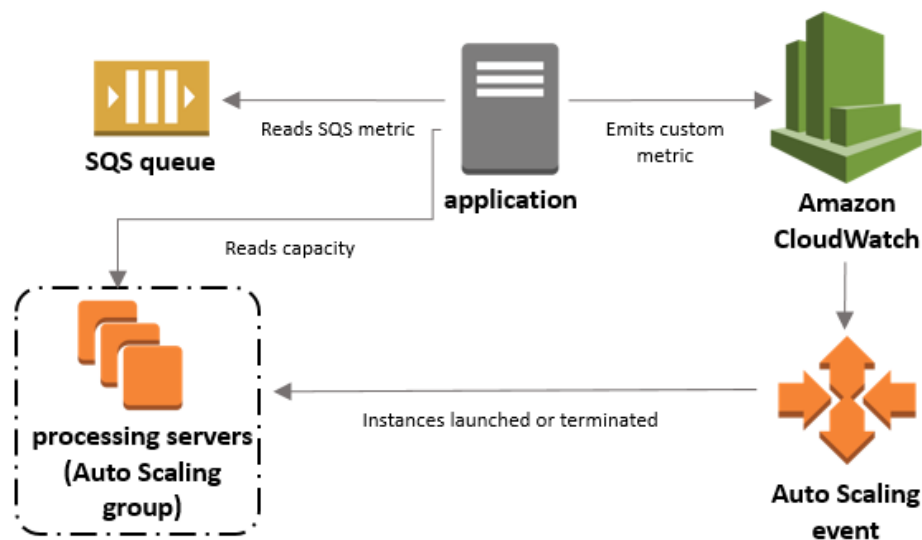 Reads SQS metric
Emits custom
metric
SQS queue
application
Amazon
CloudWatch
Reads capacity
processing servers
(Auto Scaling
group)
Instances launched or terminated
Auto Scaling
event